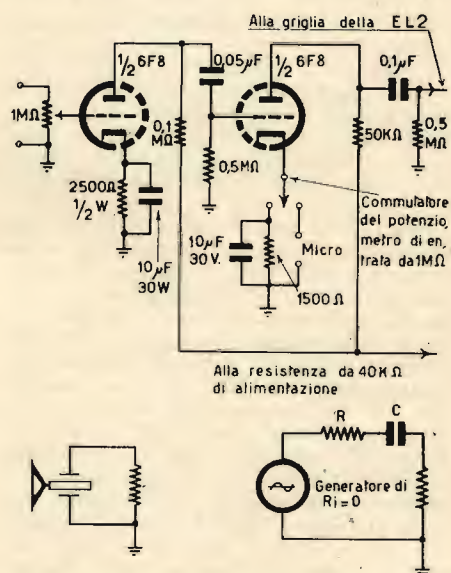 Alla griglia della EL2
1/2 6F8
0,05µF
1/2 6F8
0,1µF
1MΩ
0,1
MΩ
50KΩ
0,5
MΩ
2500Ω
1/2 W
0,5MΩ
10µF
30W
10µF
30V.
Micro
1500Ω
Commutatore
del potenzio,
metro di en,
trata da 1MΩ
Alla resistenza da 40KΩ
di alimentazione
R
C
Generatore di
Ri=0